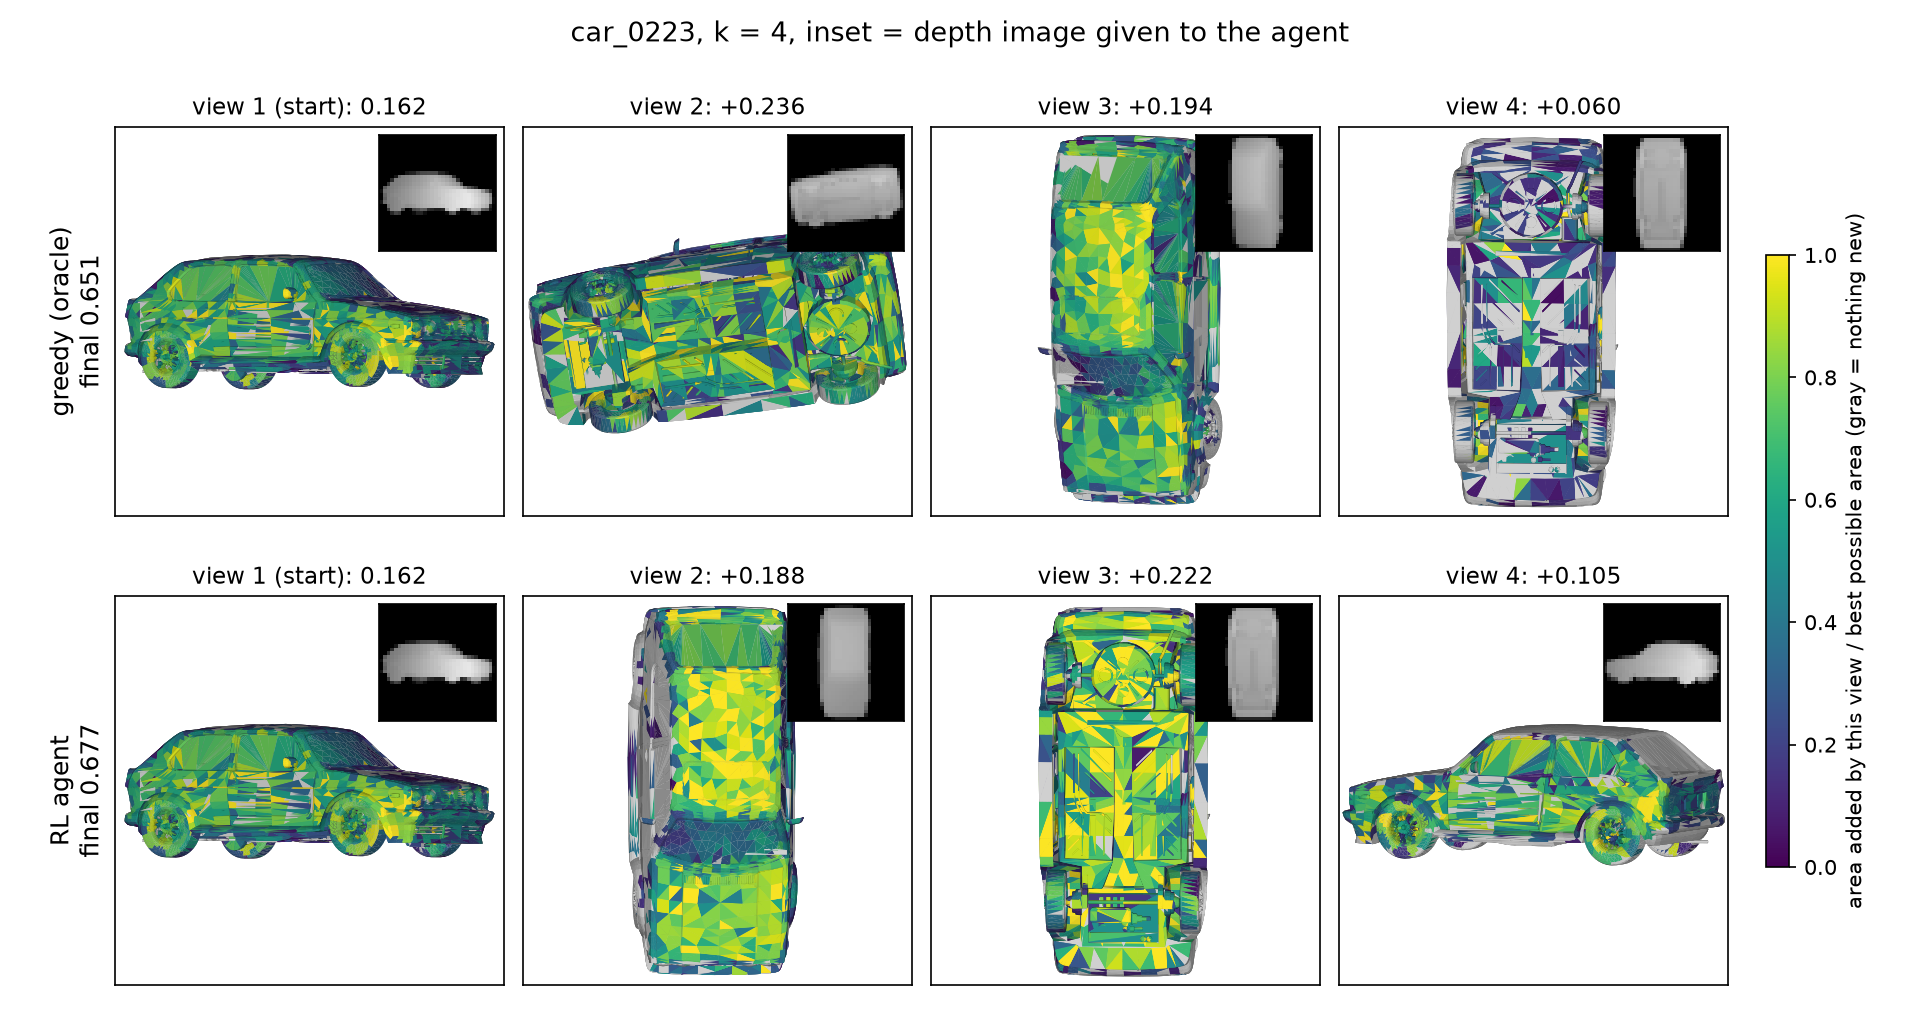 car_0223, k = 4, inset = depth image given to the agent
view 1 (start): 0.162
view 2: +0.236
view 3: +0.194
view 4: +0.060
greedy (oracle)
final 0.651
view 1 (start): 0.162
view 2: +0.188
view 3: +0.222
view 4: +0.105
RL agent
final 0.677
1.0
0.8
0.6
0.4
0.2
0.0
area added by this view / best possible area (gray = nothing new)